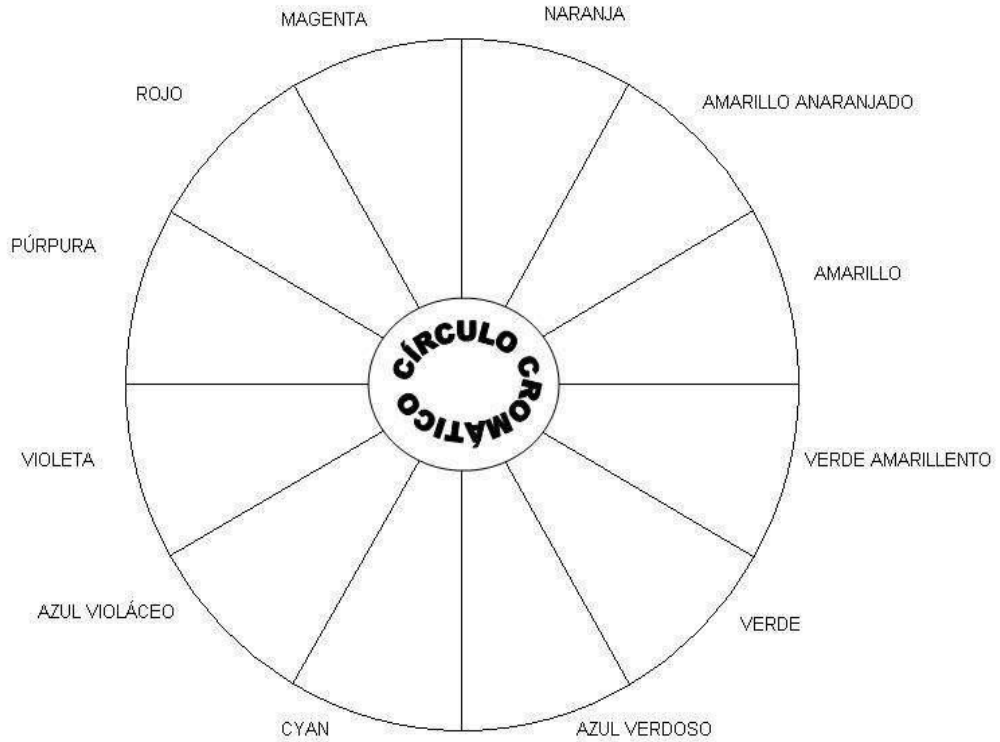 MAGENTA
NARANJA
ROJO
AMARILLO ANARANJADO
PÚRPURA
AMARILLO
CÍRCULO CROMÁTICO
VIOLETA
VERDE AMARILLENTO
AZUL VIOLÁCEO
VERDE
CYAN
AZUL VERDOSO